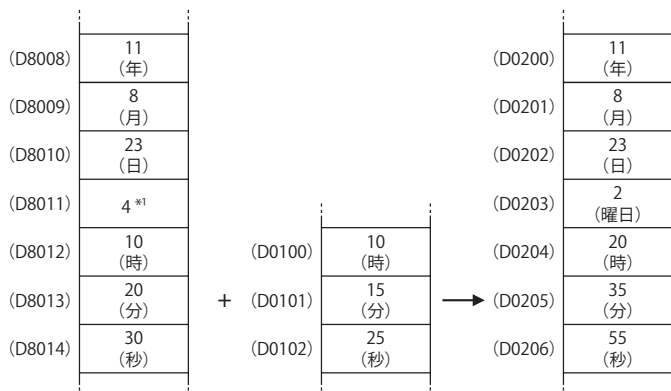 (D8008) 11 (D0200) 11
(年) (年)
(D8009) 8 (D0201) 8
(月) (月)
(D8010) 23 (D0202) 23
(日) (日)
(D8011) 4 *1 (D0203) 2
(曜日)
(D8012) 10 (D0100) 10 (D0204) 20
(時) (時) (時)
(D8013) 20 + (D0101) 15 (D0205) 35
(分) (分) (分)
(D8014) 30 (D0102) 25 (D0206) 55
(秒) (秒) (秒)